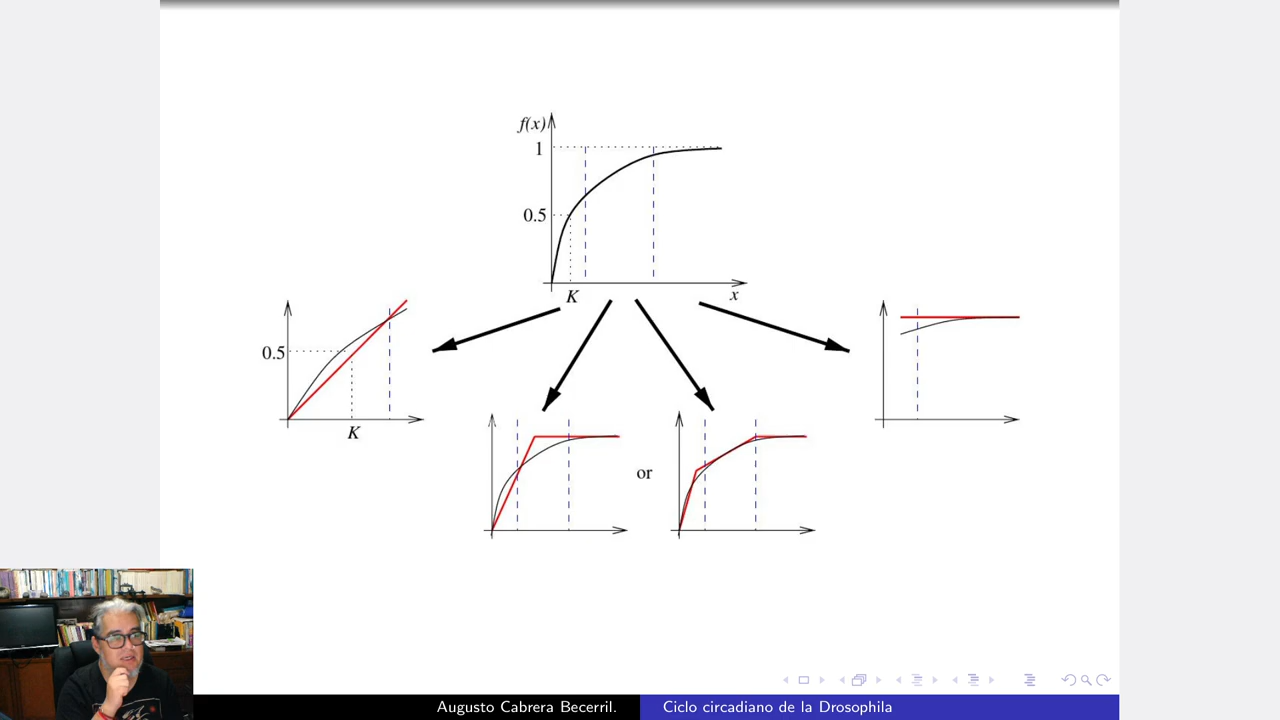 f(x)
1
0.5
K
x
0.5
K
or
Augusto Cabrera Becerril.
Ciclo circadiano de la Drosophila